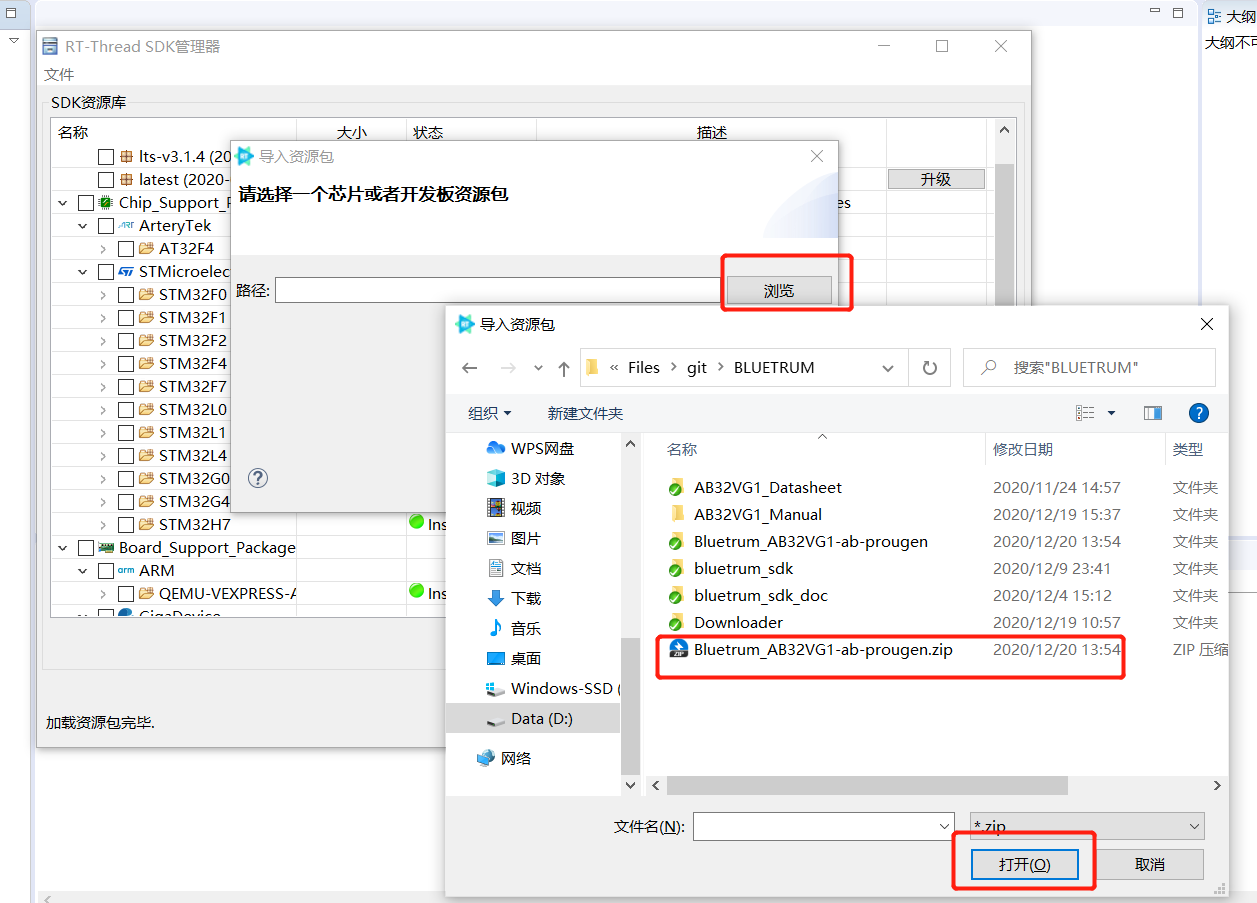 大纲
大纲不可
RT-Thread SDK管理器
文件
SDK资源库
名称 大小 状态 描述
lts-v3.1.4 (20
latest (2020- 升级
Chip_Support_ es
ArteryTek
AT32F4
STMicroelec
STM32F0
STM32F1
STM32F2
STM32F4
STM32F7
STM32L0
STM32L1
STM32L4
STM32G0
STM32G4
STM32H7 Ins
Board_Support_Package
ARM
QEMU-VEXPRESS-A Ins
GigaDevice
加载资源包完毕.
导入资源包
请选择一个芯片或者开发板资源包
路径: 浏览
导入资源包
« Files > git > BLUETRUM 搜索"BLUETRUM"
组织 新建文件夹
WPS网盘
3D 对象
视频
图片
文档
下载
音乐
桌面
Windows-SSD (
Data (D:)
网络
名称 修改日期 类型
AB32VG1_Datasheet 2020/11/24 14:57 文件夹
AB32VG1_Manual 2020/12/19 15:37 文件夹
Bluetrum_AB32VG1-ab-prougen 2020/12/20 13:54 文件夹
bluetrum_sdk 2020/12/9 23:41 文件夹
bluetrum_sdk_doc 2020/12/4 15:12 文件夹
Downloader 2020/12/19 10:57 文件夹
Bluetrum_AB32VG1-ab-prougen.zip 2020/12/20 13:54 ZIP 压缩
文件名(N): *.zip
打开(O) 取消